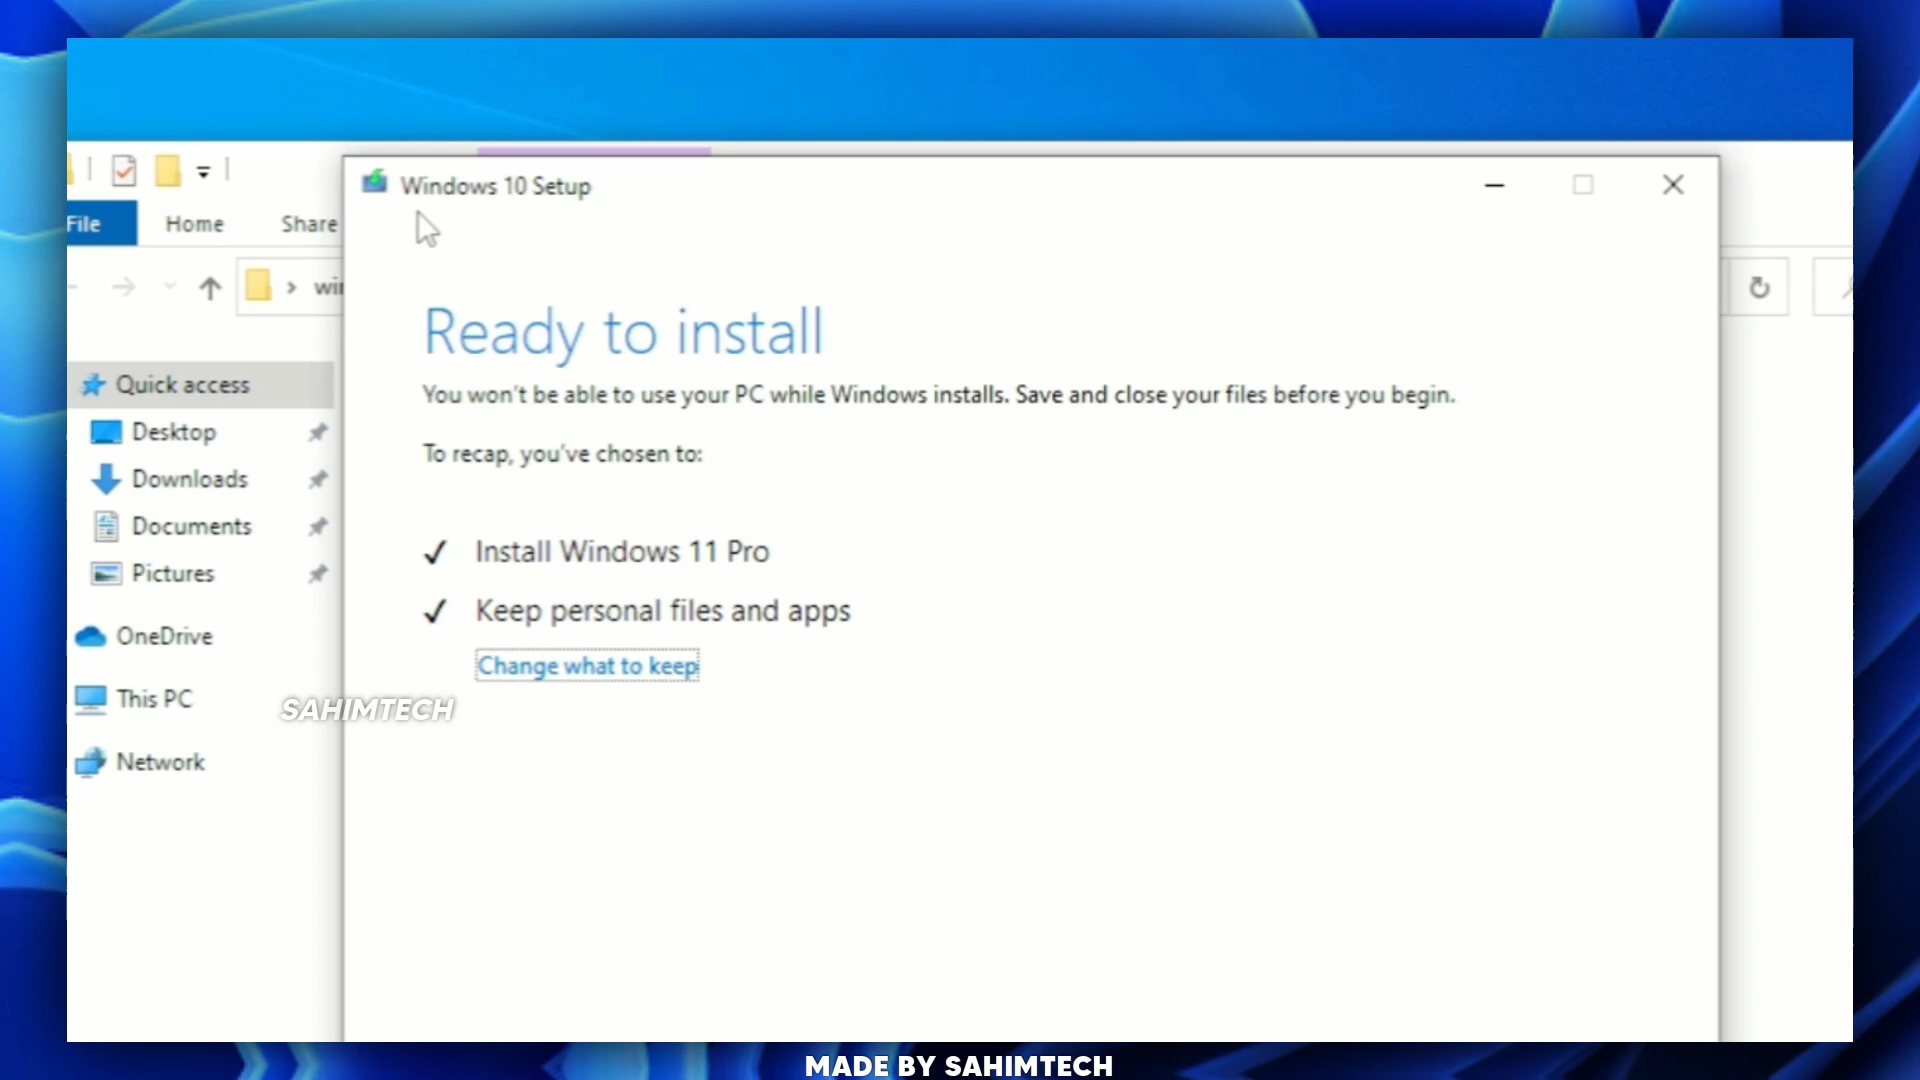 Windows 10 Setup
File
Home
Share
Quick access
Desktop
Downloads
Documents
Pictures
OneDrive
This PC
Network
Ready to install
You won't be able to use your PC while Windows installs. Save and close your files before you begin.
To recap, you've chosen to:
Install Windows 11 Pro
Keep personal files and apps
Change what to keep
SAHIMTECH
MADE BY SAHIMTECH